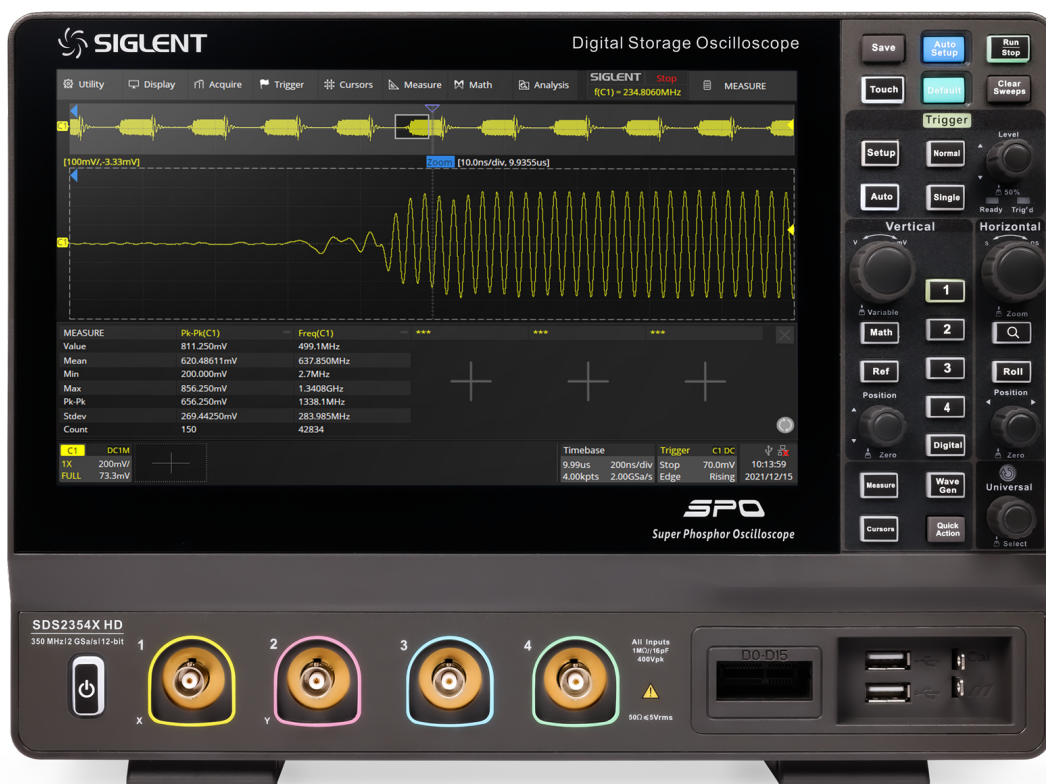 SIGLENT
Digital Storage Oscilloscope
Utility Display Acquire Trigger Cursors Measure Math Analysis
SIGLENT Stop
f(C1) = 234.8060MHz
MEASURE
C1
[100mV/,-3.33mV]
Zoom [10.0ns/div, 9.9355us]
C1
MEASURE Pk-Pk(C1) Freq(C1) *** *** ***
Value 811.250mV 499.1MHz
Mean 620.48611mV 637.850MHz
Min 200.000mV 2.7MHz
Max 856.250mV 1.3408GHz
Pk-Pk 656.250mV 1338.1MHz
Stdev 269.44250mV 283.985MHz
Count 150 42834
C1 DC1M
1X 200mV/
FULL 73.3mV
Timebase
9.99us 200ns/div
4.00kpts 2.00GSa/s
Trigger C1 DC
Stop 70.0mV
Edge Rising
10:13:59
2021/12/15
SPO
Super Phosphor Oscilloscope
Save
Auto
Setup
Run
Stop
Touch
Default
Clear
Sweeps
Trigger
Setup
Normal
Level
50%
Auto
Single
Ready Trig'd
Vertical
Horizontal
V mV
s ns
Variable
1
Zoom
Math
2
Ref
3
Roll
Position
4
Position
Zero
Digital
Zero
Measure
Wave
Gen
Universal
Cursors
Quick
Action
Select
SDS2354X HD
350 MHz|2 GSa/s|12-bit
1
2
3
4
X
Y
All Inputs
1MΩ//16pF
400Vpk
50Ω≤5Vrms
D0-D15
Cal